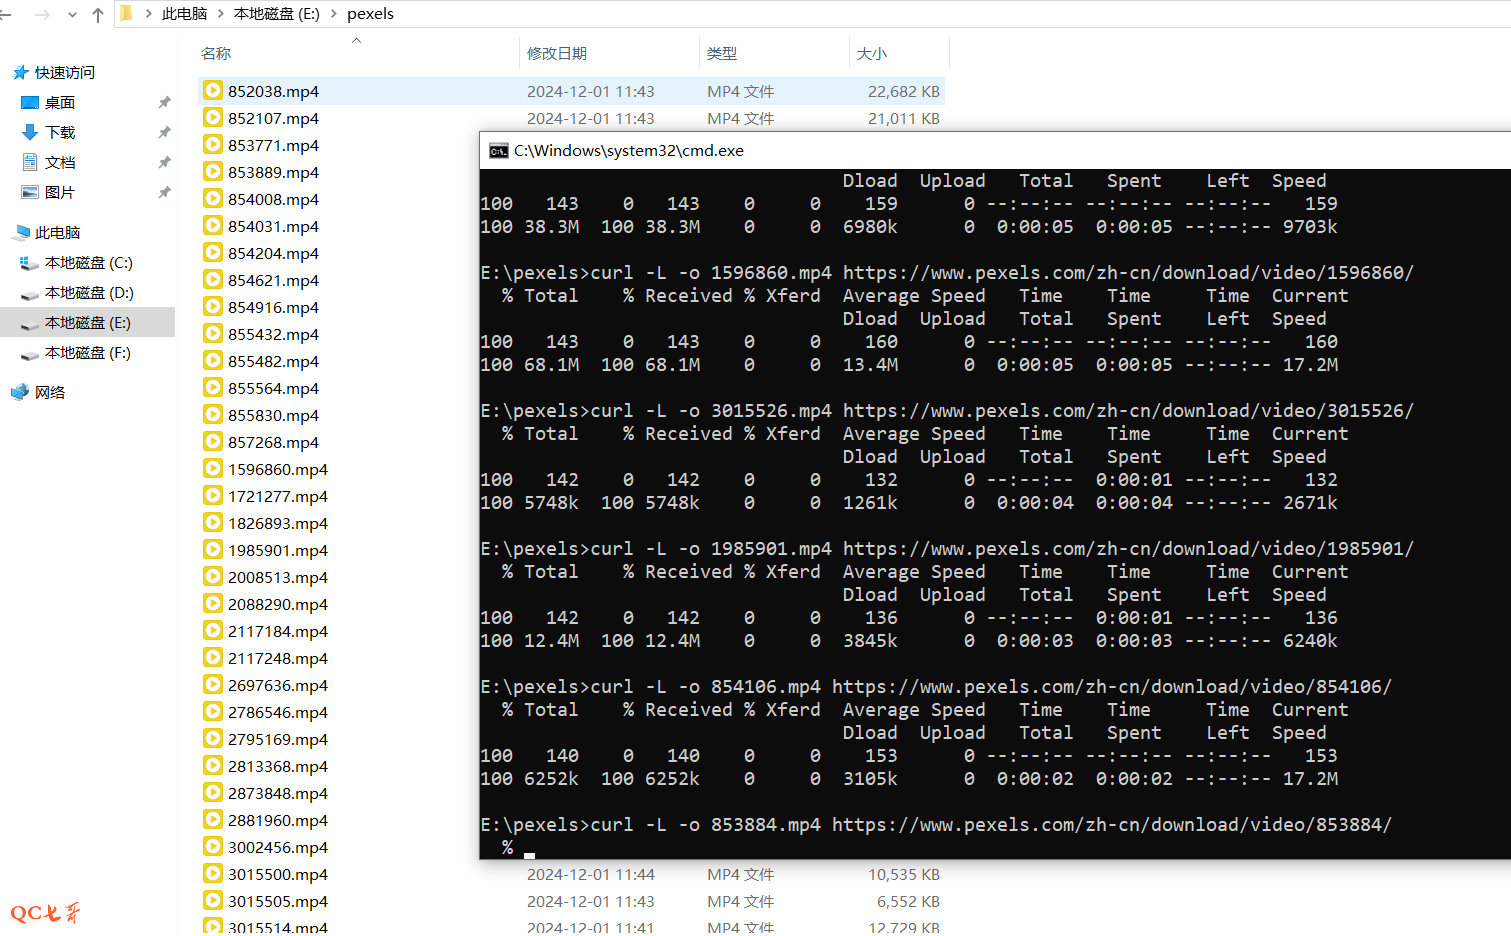 此电脑 本地磁盘 (E:) pexels
名称 修改日期 类型 大小
快速访问
桌面
下载
文档
图片
此电脑
本地磁盘 (C:)
本地磁盘 (D:)
本地磁盘 (E:)
本地磁盘 (F:)
网络
852038.mp4 2024-12-01 11:43 MP4 文件 22,682 KB
852107.mp4 2024-12-01 11:43 MP4 文件 21,011 KB
853771.mp4
853889.mp4
854008.mp4
854031.mp4
854204.mp4
854621.mp4
854916.mp4
855432.mp4
855482.mp4
855564.mp4
855830.mp4
857268.mp4
1596860.mp4
1721277.mp4
1826893.mp4
1985901.mp4
2008513.mp4
2088290.mp4
2117184.mp4
2117248.mp4
2697636.mp4
2786546.mp4
2795169.mp4
2813368.mp4
2873848.mp4
2881960.mp4
3002456.mp4
3015500.mp4 2024-12-01 11:44 MP4 文件 10,535 KB
3015505.mp4 2024-12-01 11:43 MP4 文件 6,552 KB
3015514.mp4 2024-12-01 11:41 MP4 文件 12,729 KB
C:\Windows\system32\cmd.exe
Dload Upload Total Spent Left Speed
100 143 0 143 0 0 159 0 --:--:-- --:--:-- --:--:-- 159
100 38.3M 100 38.3M 0 0 6980k 0 0:00:05 0:00:05 --:--:-- 9703k
E:\pexels>curl -L -o 1596860.mp4 https://www.pexels.com/zh-cn/download/video/1596860/
% Total % Received % Xferd Average Speed Time Time Time Current
Dload Upload Total Spent Left Speed
100 143 0 143 0 0 160 0 --:--:-- --:--:-- --:--:-- 160
100 68.1M 100 68.1M 0 0 13.4M 0 0:00:05 0:00:05 --:--:-- 17.2M
E:\pexels>curl -L -o 3015526.mp4 https://www.pexels.com/zh-cn/download/video/3015526/
% Total % Received % Xferd Average Speed Time Time Time Current
Dload Upload Total Spent Left Speed
100 142 0 142 0 0 132 0 --:--:-- 0:00:01 --:--:-- 132
100 5748k 100 5748k 0 0 1261k 0 0:00:04 0:00:04 --:--:-- 2671k
E:\pexels>curl -L -o 1985901.mp4 https://www.pexels.com/zh-cn/download/video/1985901/
% Total % Received % Xferd Average Speed Time Time Time Current
Dload Upload Total Spent Left Speed
100 142 0 142 0 0 136 0 --:--:-- 0:00:01 --:--:-- 136
100 12.4M 100 12.4M 0 0 3845k 0 0:00:03 0:00:03 --:--:-- 6240k
E:\pexels>curl -L -o 854106.mp4 https://www.pexels.com/zh-cn/download/video/854106/
% Total % Received % Xferd Average Speed Time Time Time Current
Dload Upload Total Spent Left Speed
100 140 0 140 0 0 153 0 --:--:-- --:--:-- --:--:-- 153
100 6252k 100 6252k 0 0 3105k 0 0:00:02 0:00:02 --:--:-- 17.2M
E:\pexels>curl -L -o 853884.mp4 https://www.pexels.com/zh-cn/download/video/853884/
%
QC七哥